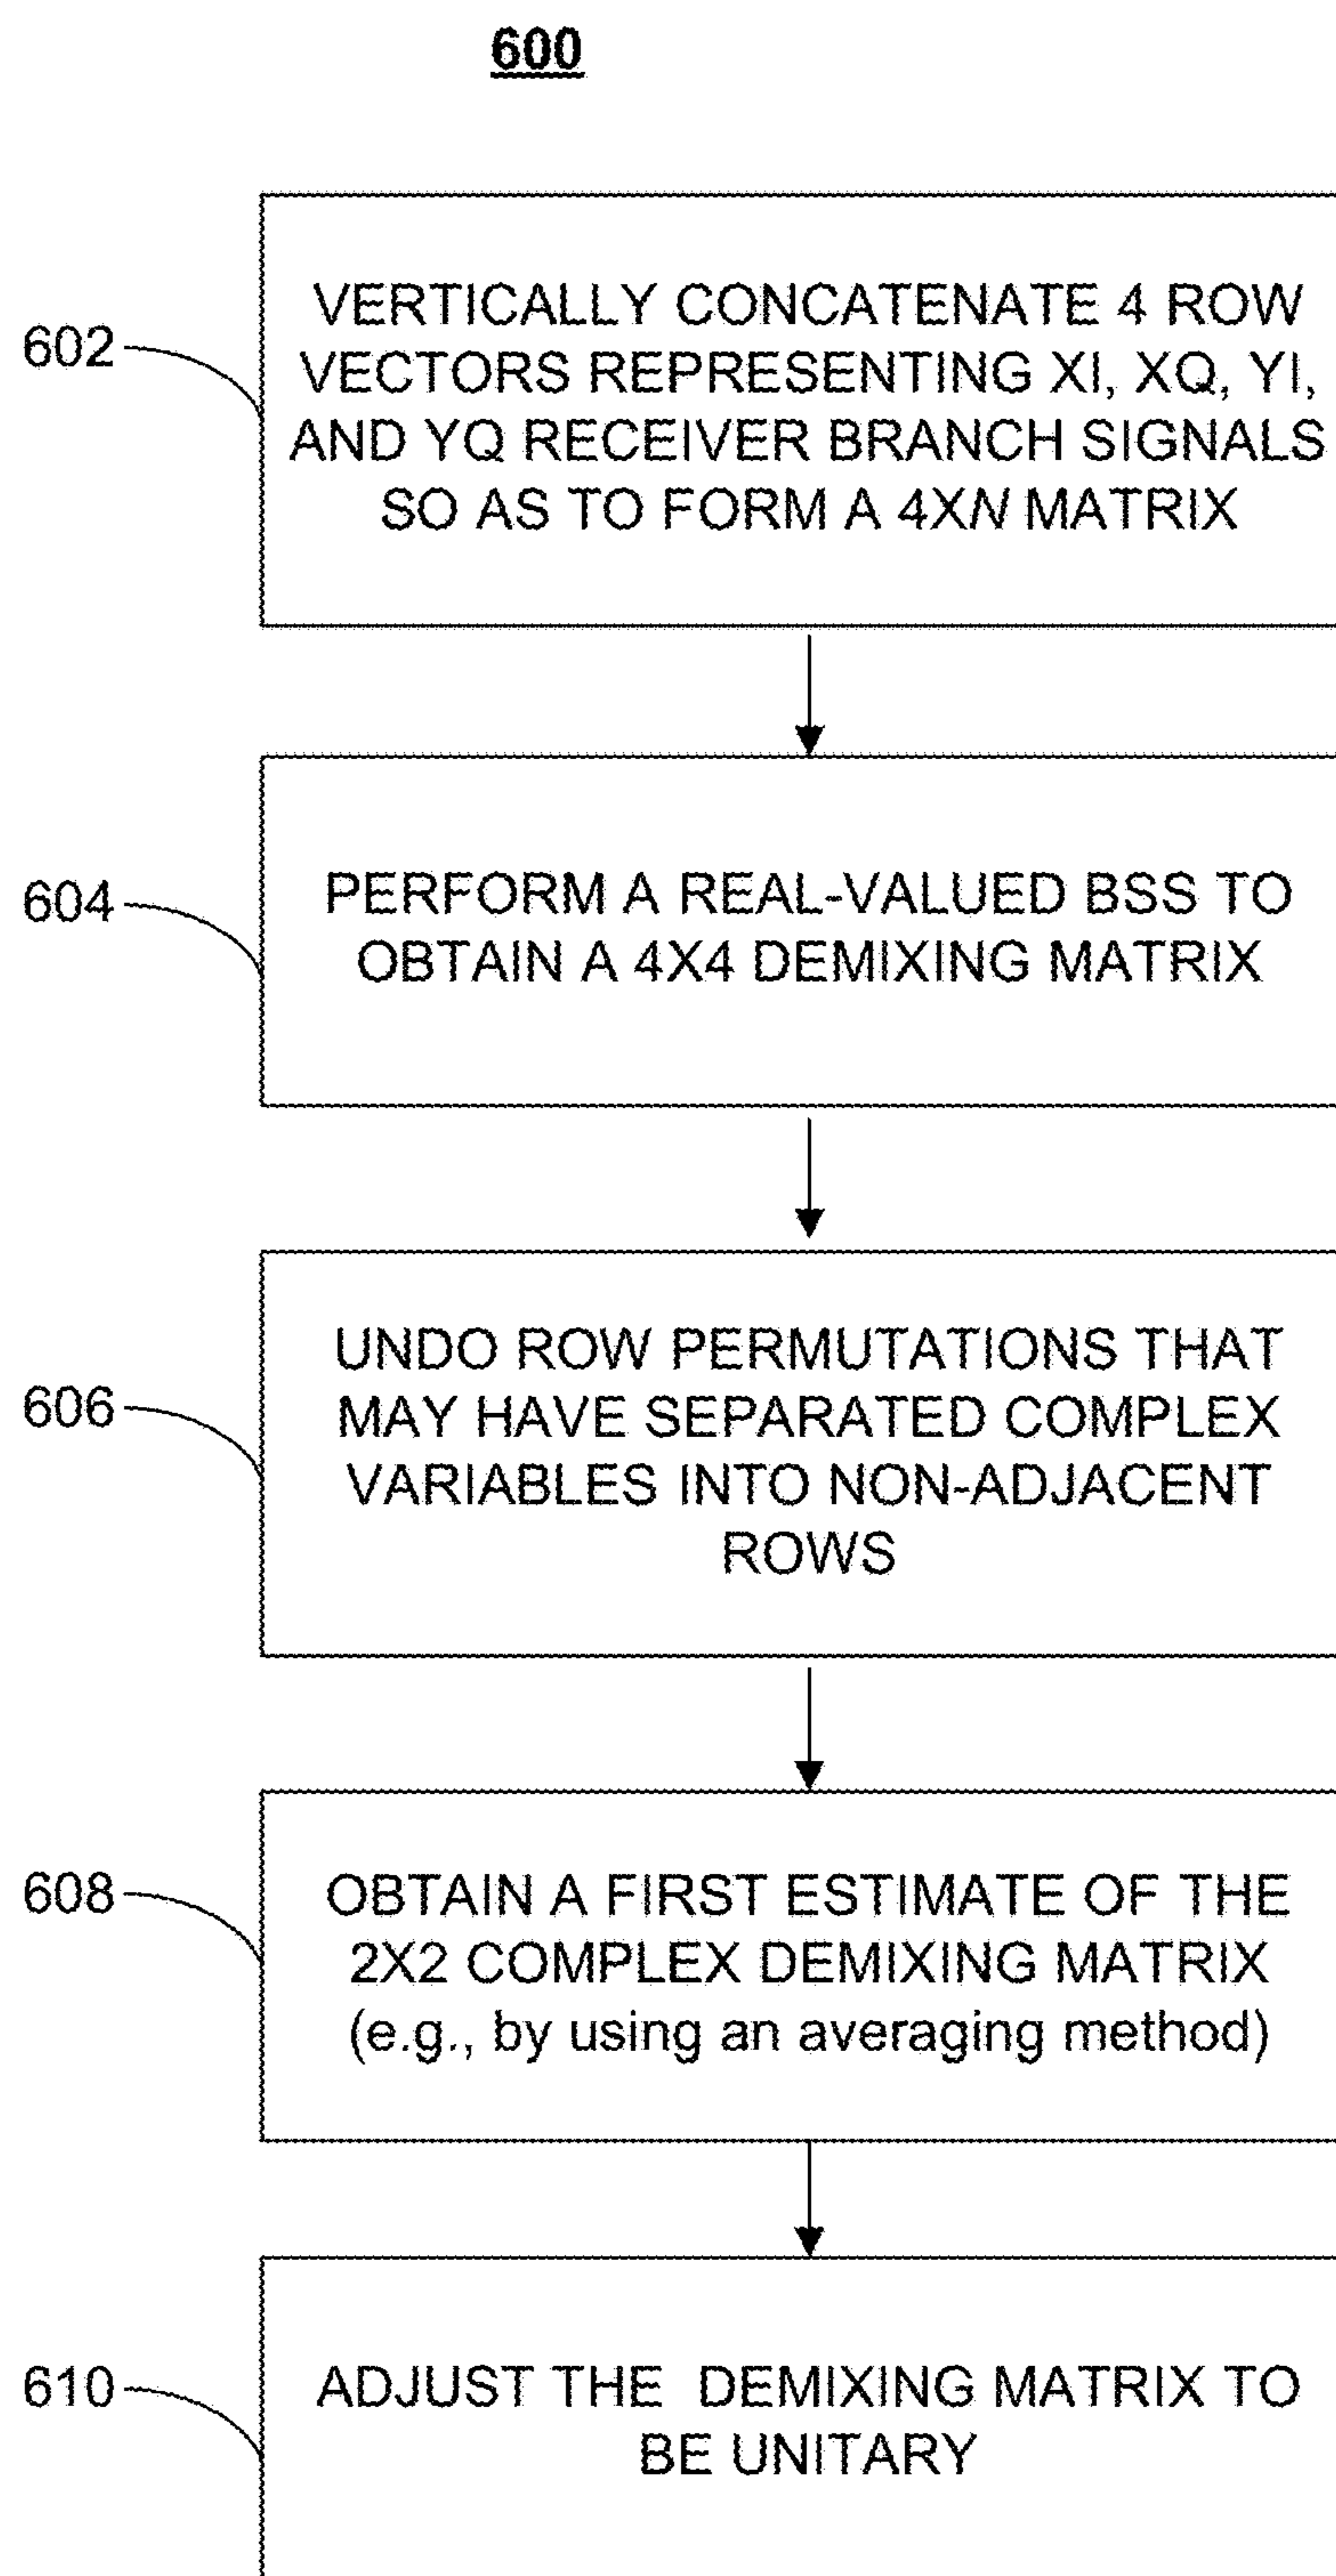 600
602
VERTICALLY CONCATENATE 4 ROW
VECTORS REPRESENTING XI, XQ, YI,
AND YQ RECEIVER BRANCH SIGNALS
SO AS TO FORM A 4XN MATRIX
604
PERFORM A REAL-VALUED BSS TO
OBTAIN A 4X4 DEMIXING MATRIX
606
UNDO ROW PERMUTATIONS THAT
MAY HAVE SEPARATED COMPLEX
VARIABLES INTO NON-ADJACENT
ROWS
608
OBTAIN A FIRST ESTIMATE OF THE
2X2 COMPLEX DEMIXING MATRIX
(e.g., by using an averaging method)
610
ADJUST THE DEMIXING MATRIX TO
BE UNITARY